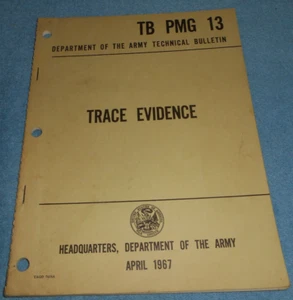 TB PMG 13
DEPARTMENT OF THE ARMY TECHNICAL BULLETIN
TRACE EVIDENCE
HEADQUARTERS, DEPARTMENT OF THE ARMY
APRIL 1967